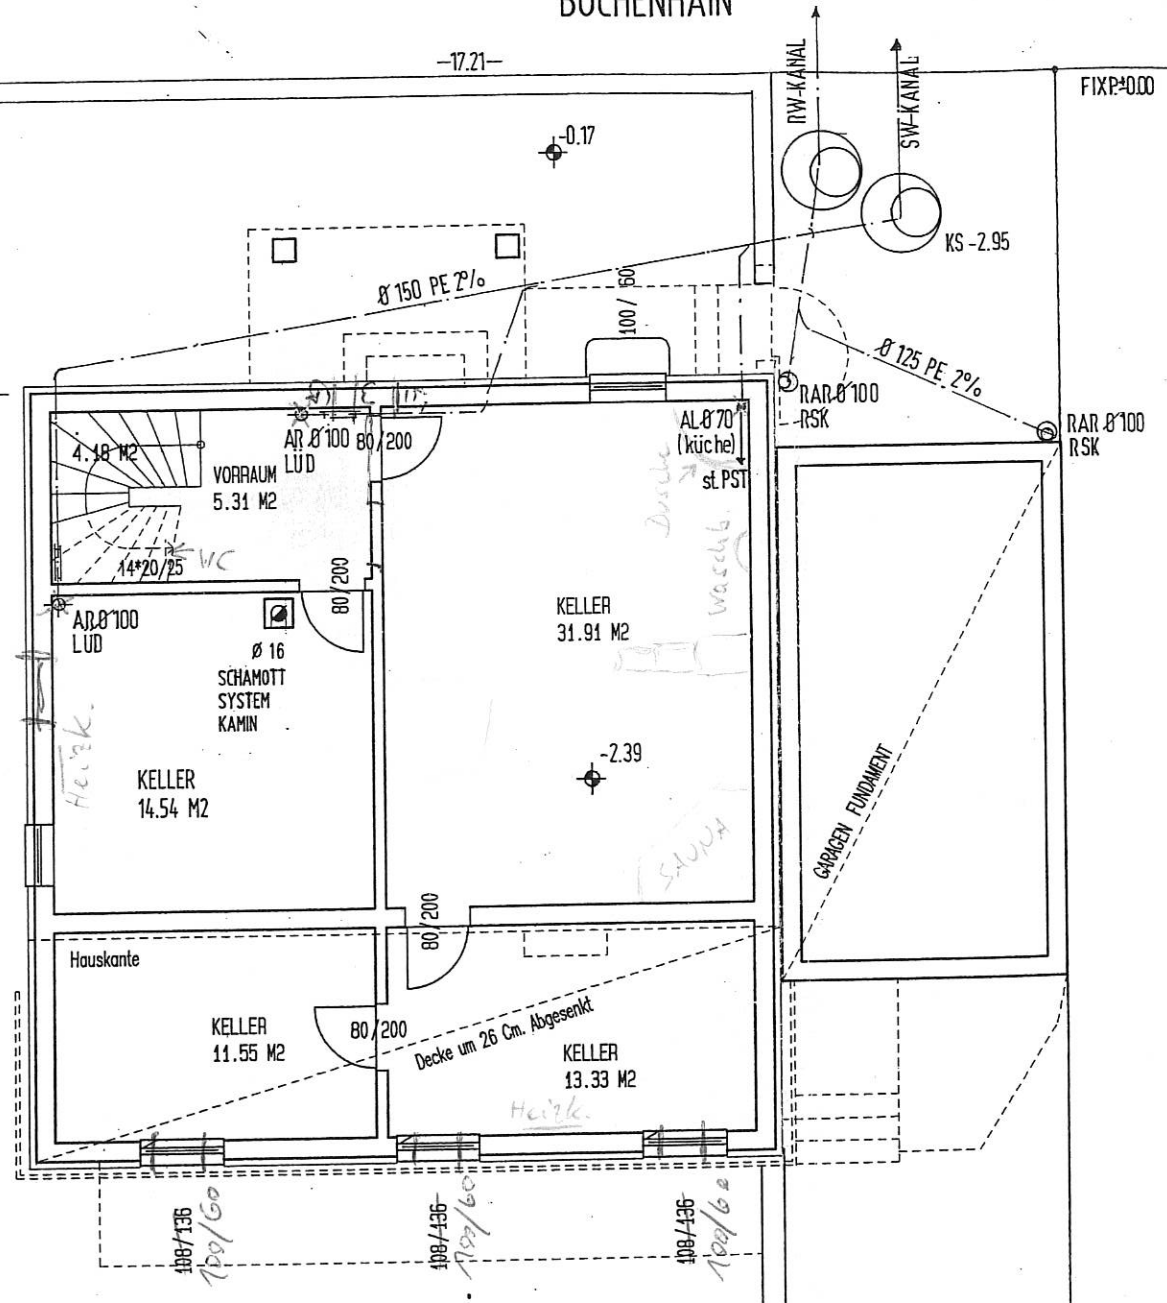 BUCHENHAIN
-17.21-
RW-KANAL
SW-KANAL
FIXP.±0.00
-0.17
KS -2.95
Ø 150 PE 2%
100/ 60
Ø 125 PE 2%
RAR Ø 100
RSK
RAR Ø 100
RSK
4.18 M2
VORRAUM
5.31 M2
AR Ø 100
LÜD
80/200
AL Ø 70
(küche)
st.PST
Dusche
Waschb.
14*20/25
WC
80/200
AR Ø 100
LÜD
Ø 16
SCHAMOTT
SYSTEM
KAMIN
KELLER
31.91 M2
-2.39
Heizk.
KELLER
14.54 M2
SAUNA
GARAGEN FUNDAMENT
80/200
Hauskante
KELLER
11.55 M2
80/200
Decke um 26 Cm. Abgesenkt
KELLER
13.33 M2
Heizk.
108/136
100/60
108/136
100/60
108/136
100/60